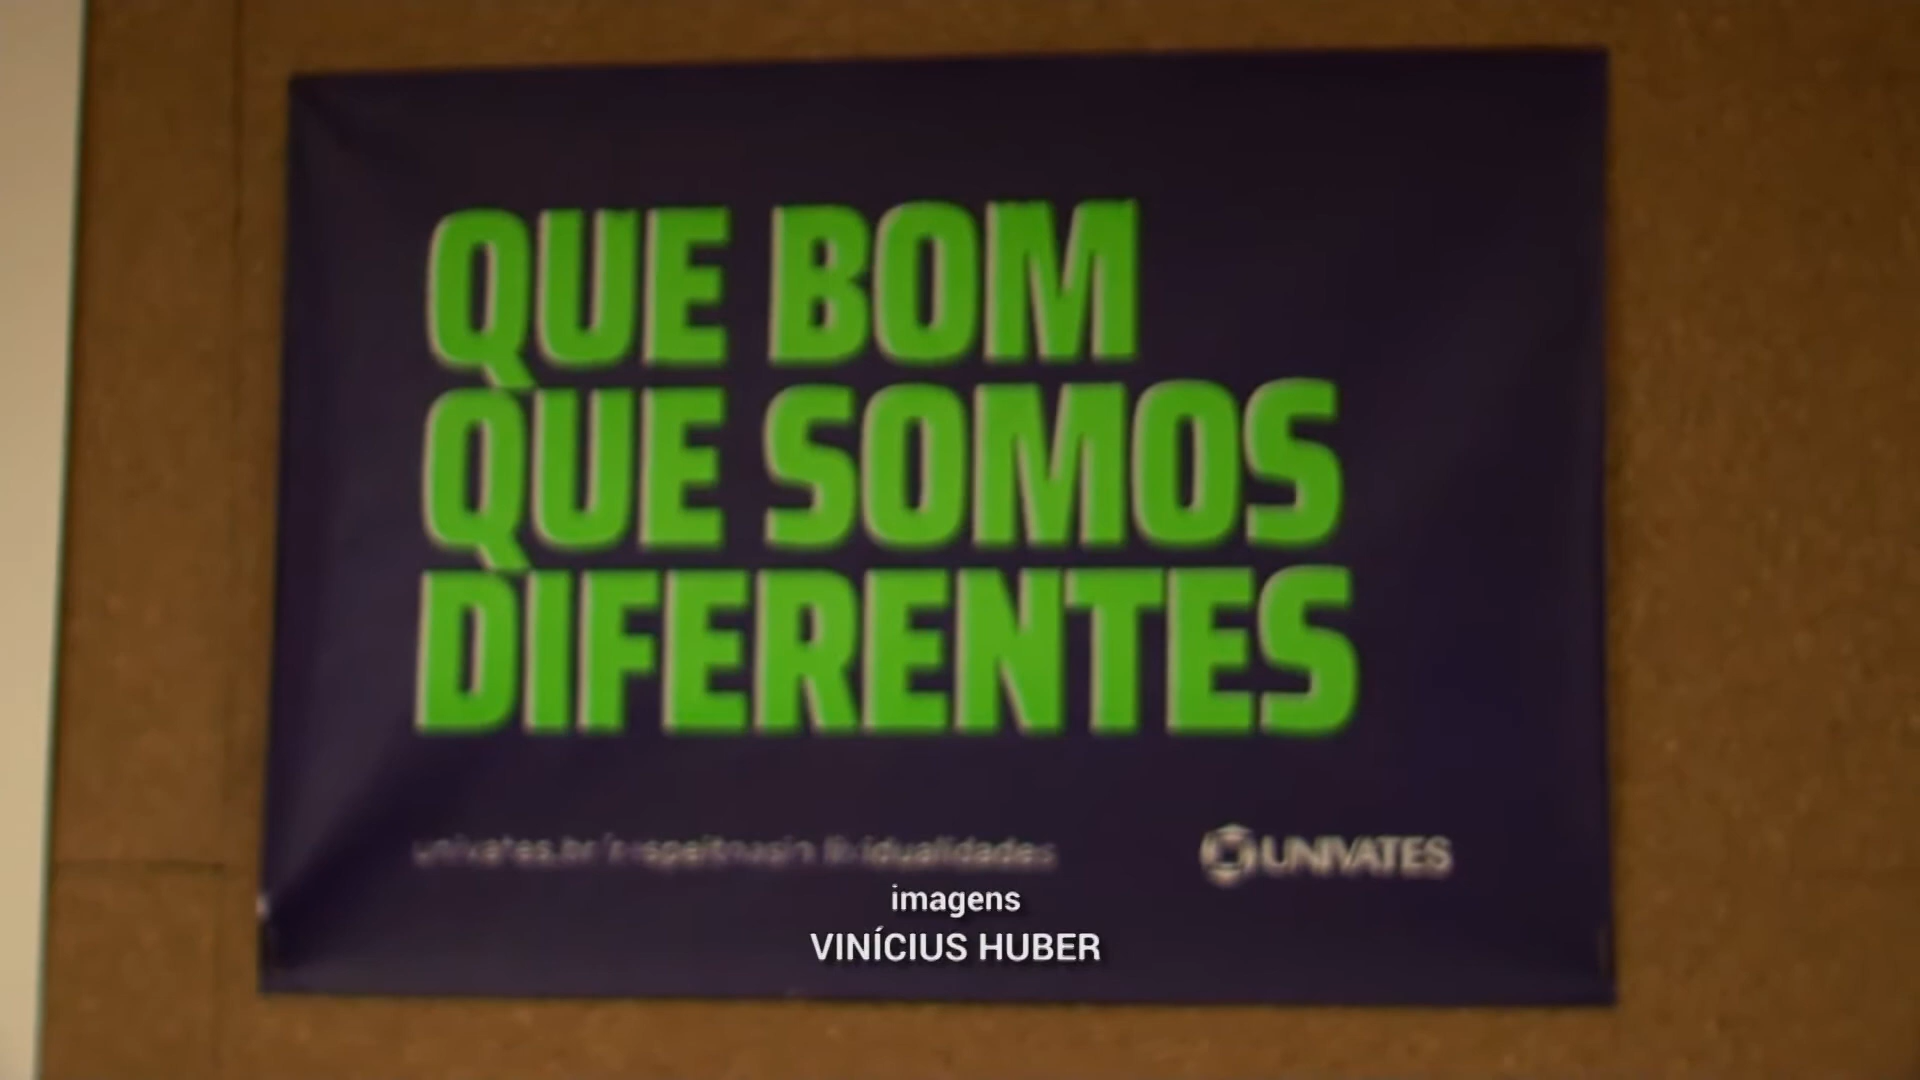 QUE BOM
QUE SOMOS
DIFERENTES
UNIVATES
imagens
VINÍCIUS HUBER